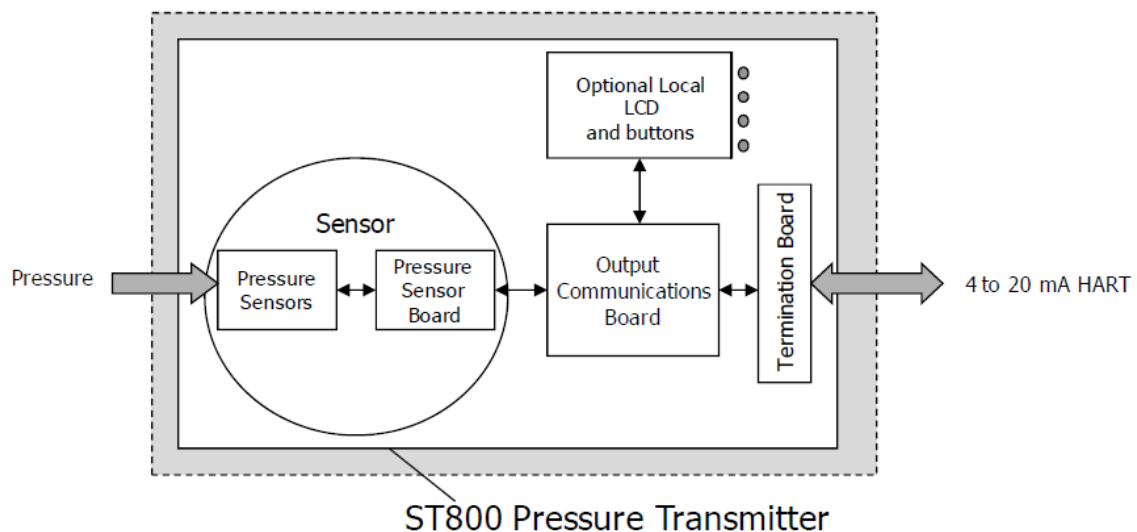 Optional Local
LCD
and buttons
Sensor
Pressure
Pressure
Sensors
Pressure
Sensor
Board
Output
Communications
Board
Termination Board
4 to 20 mA HART
ST800 Pressure Transmitter